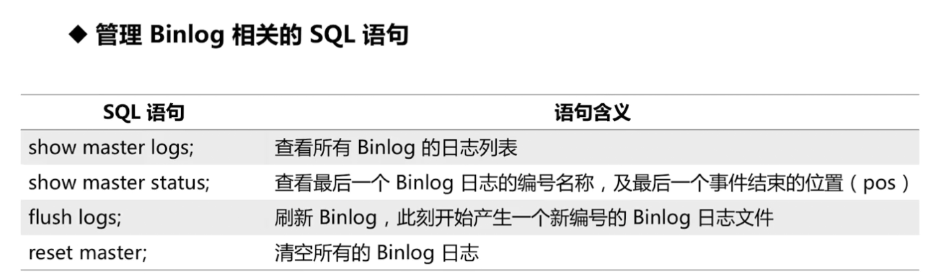 ◆ 管理 Binlog 相关的 SQL 语句
SQL 语句 语句含义
show master logs; 查看所有 Binlog 的日志列表
show master status; 查看最后一个 Binlog 日志的编号名称，及最后一个事件结束的位置（pos）
flush logs; 刷新 Binlog，此刻开始产生一个新编号的 Binlog 日志文件
reset master; 清空所有的 Binlog 日志